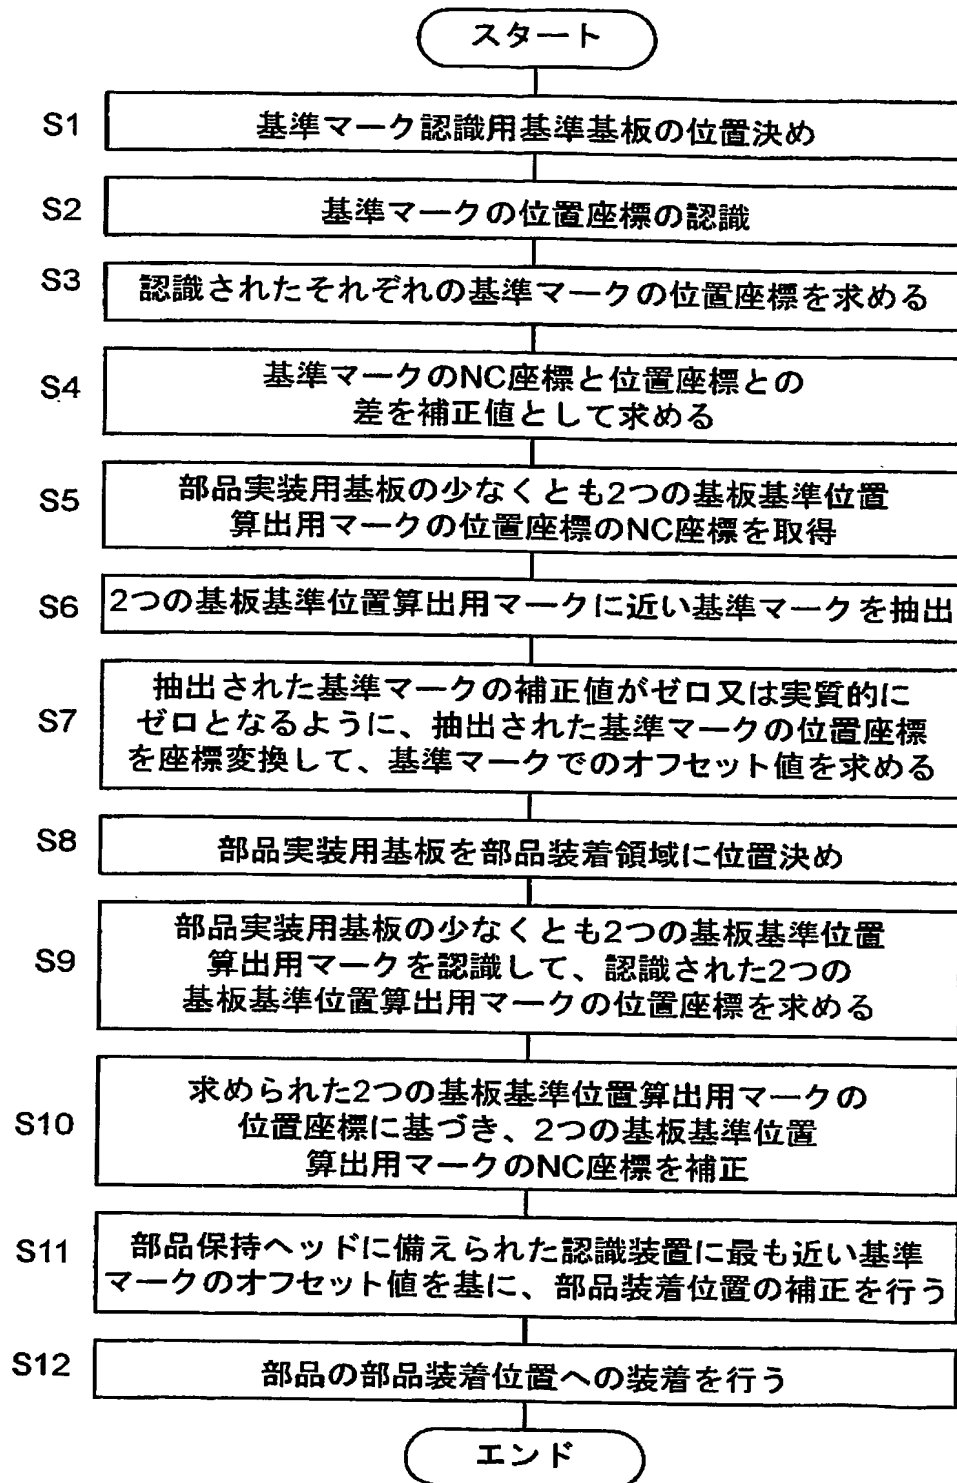 スタート
S1
基準マーク認識用基準基板の位置決め
S2
基準マークの位置座標の認識
S3
認識されたそれぞれの基準マークの位置座標を求める
S4
基準マークのNC座標と位置座標との
差を補正値として求める
S5
部品実装用基板の少なくとも2つの基板基準位置
算出用マークの位置座標のNC座標を取得
S6
2つの基板基準位置算出用マークに近い基準マークを抽出
S7
抽出された基準マークの補正値がゼロ又は実質的に
ゼロとなるように、抽出された基準マークの位置座標
を座標変換して、基準マークでのオフセット値を求める
S8
部品実装用基板を部品装着領域に位置決め
S9
部品実装用基板の少なくとも2つの基板基準位置
算出用マークを認識して、認識された2つの
基板基準位置算出用マークの位置座標を求める
S10
求められた2つの基板基準位置算出用マークの
位置座標に基づき、2つの基板基準位置
算出用マークのNC座標を補正
S11
部品保持ヘッドに備えられた認識装置に最も近い基準
マークのオフセット値を基に、部品装着位置の補正を行う
S12
部品の部品装着位置への装着を行う
エンド